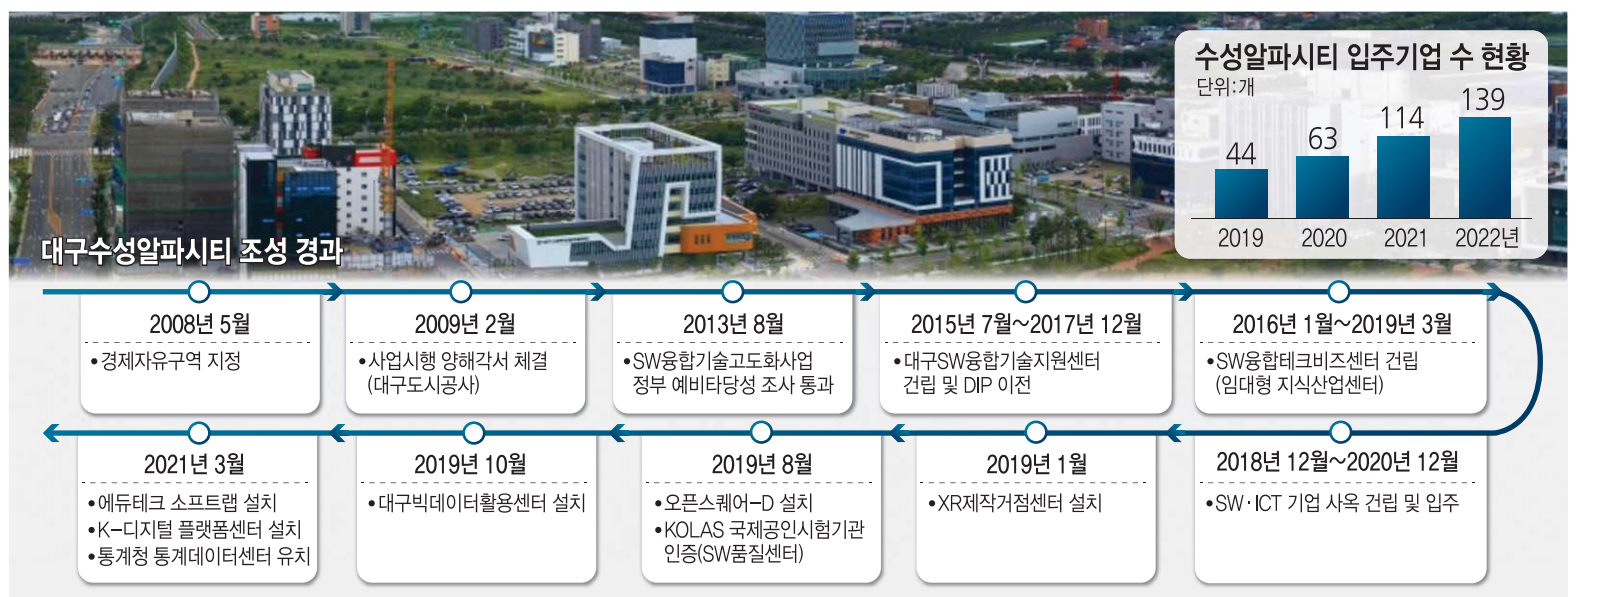 수성알파시티 입주기업 수 현황
단위:개
44
63
114
139
2019
2020
2021
2022년
대구수성알파시티 조성 경과
2008년 5월
•경제자유구역 지정
2009년 2월
•사업시행 양해각서 체결
(대구도시공사)
2013년 8월
•SW융합기술고도화사업
정부 예비타당성 조사 통과
2015년 7월~2017년 12월
•대구SW융합기술지원센터
건립 및 DIP 이전
2016년 1월~2019년 3월
•SW융합테크비즈센터 건립
(임대형 지식산업센터)
2018년 12월~2020년 12월
•SW·ICT 기업 사옥 건립 및 입주
2019년 1월
•XR제작거점센터 설치
2019년 8월
•오픈스퀘어-D 설치
•KOLAS 국제공인시험기관
인증(SW품질센터)
2019년 10월
•대구빅데이터활용센터 설치
2021년 3월
•에듀테크 소프트랩 설치
•K-디지털 플랫폼센터 설치
•통계청 통계데이터센터 유치